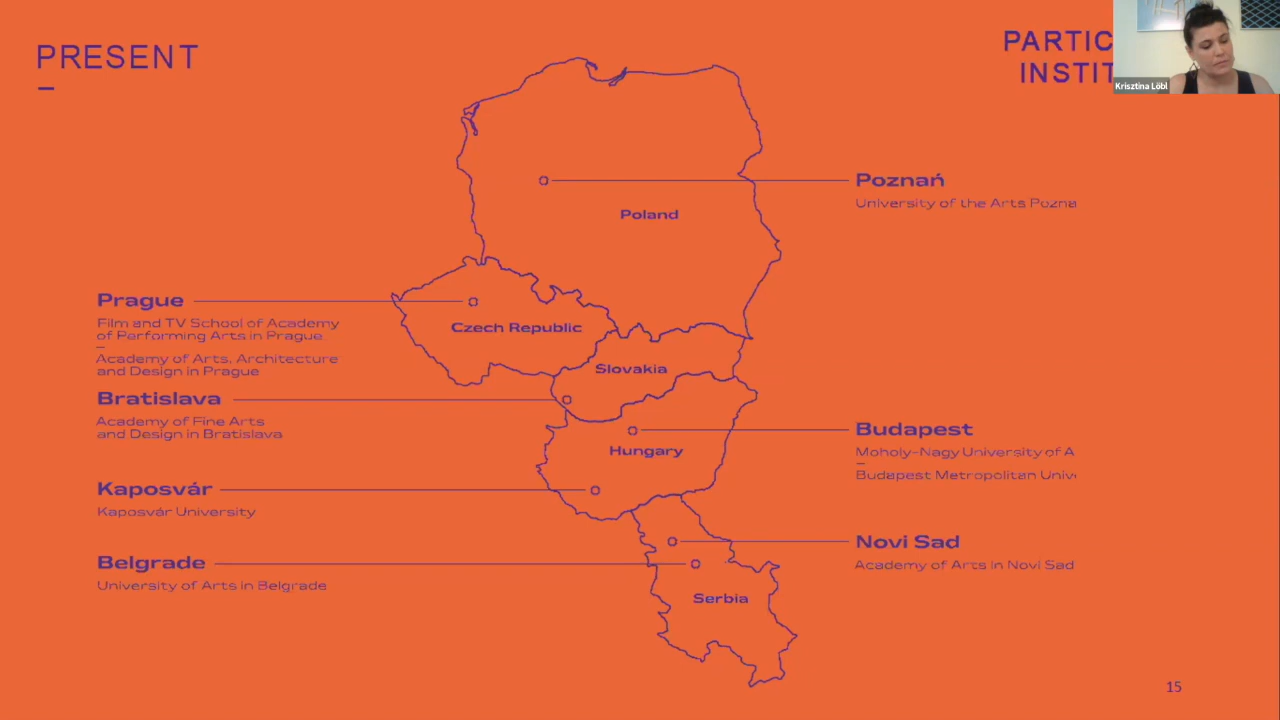 PRESENT
PARTIC
INSTIT
Krisztina Löbl
Poznań
University of the Arts Pozna
Poland
Prague
Film and TV School of Academy
of Performing Arts in Prague
Academy of Arts, Architecture
and Design in Prague
Czech Republic
Slovakia
Bratislava
Academy of Fine Arts
and Design in Bratislava
Budapest
Moholy-Nagy University of A
Budapest Metropolitan Unive
Hungary
Kaposvár
Kaposvár University
Novi Sad
Academy of Arts in Novi Sad
Belgrade
University of Arts in Belgrade
Serbia
15